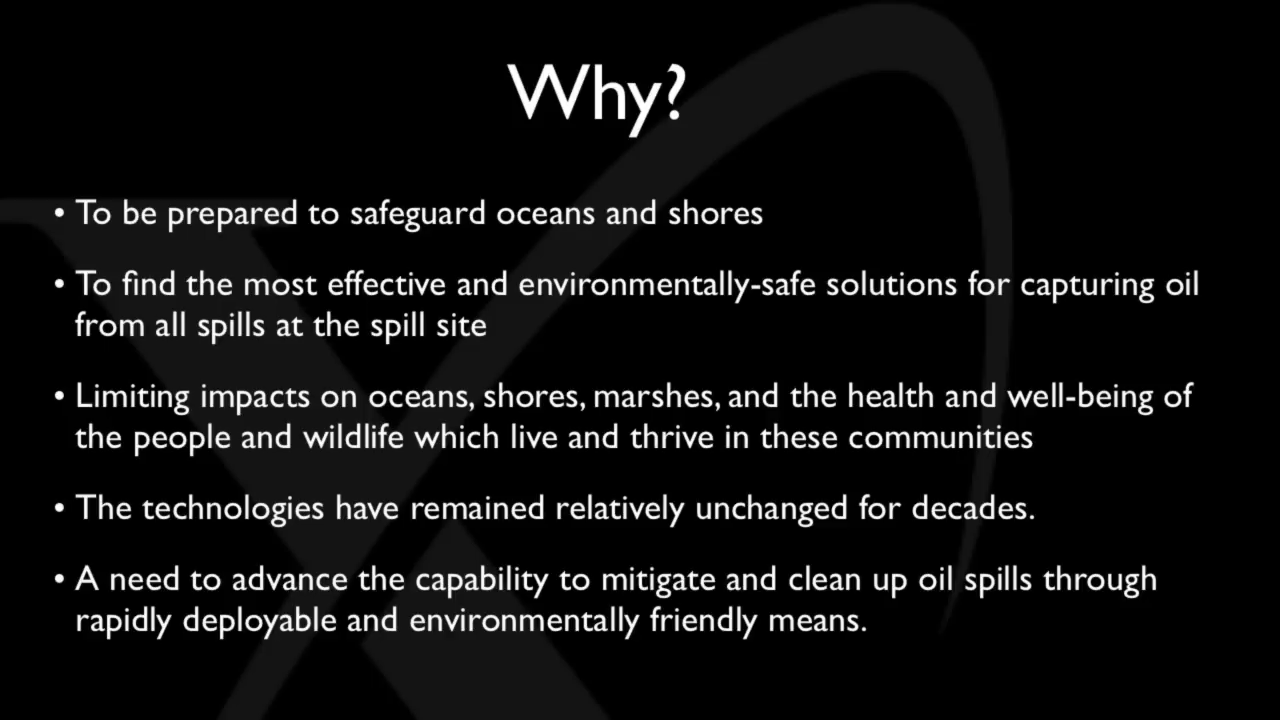 Why?
• To be prepared to safeguard oceans and shores
• To find the most effective and environmentally-safe solutions for capturing oil
from all spills at the spill site
• Limiting impacts on oceans, shores, marshes, and the health and well-being of
the people and wildlife which live and thrive in these communities
• The technologies have remained relatively unchanged for decades.
• A need to advance the capability to mitigate and clean up oil spills through
rapidly deployable and environmentally friendly means.